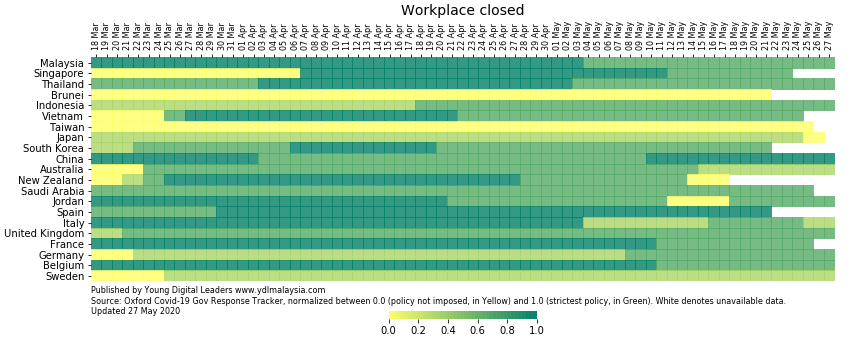 Workplace closed
18 Mar
19 Mar
20 Mar
21 Mar
22 Mar
23 Mar
24 Mar
25 Mar
26 Mar
27 Mar
28 Mar
29 Mar
30 Mar
31 Mar
01 Apr
02 Apr
03 Apr
04 Apr
05 Apr
06 Apr
07 Apr
08 Apr
09 Apr
10 Apr
11 Apr
12 Apr
13 Apr
14 Apr
15 Apr
16 Apr
17 Apr
18 Apr
19 Apr
20 Apr
21 Apr
22 Apr
23 Apr
24 Apr
25 Apr
26 Apr
27 Apr
28 Apr
29 Apr
30 Apr
01 May
02 May
03 May
04 May
05 May
06 May
07 May
08 May
09 May
10 May
11 May
12 May
13 May
14 May
15 May
16 May
17 May
18 May
19 May
20 May
21 May
22 May
23 May
24 May
25 May
26 May
27 May
Malaysia
Singapore
Thailand
Brunei
Indonesia
Vietnam
Taiwan
Japan
South Korea
China
Australia
New Zealand
Saudi Arabia
Jordan
Spain
Italy
United Kingdom
France
Germany
Belgium
Sweden
Published by Young Digital Leaders www.ydlmalaysia.com
Source: Oxford Covid-19 Gov Response Tracker, normalized between 0.0 (policy not imposed, in Yellow) and 1.0 (strictest policy, in Green). White denotes unavailable data.
Updated 27 May 2020
0.0 0.2 0.4 0.6 0.8 1.0